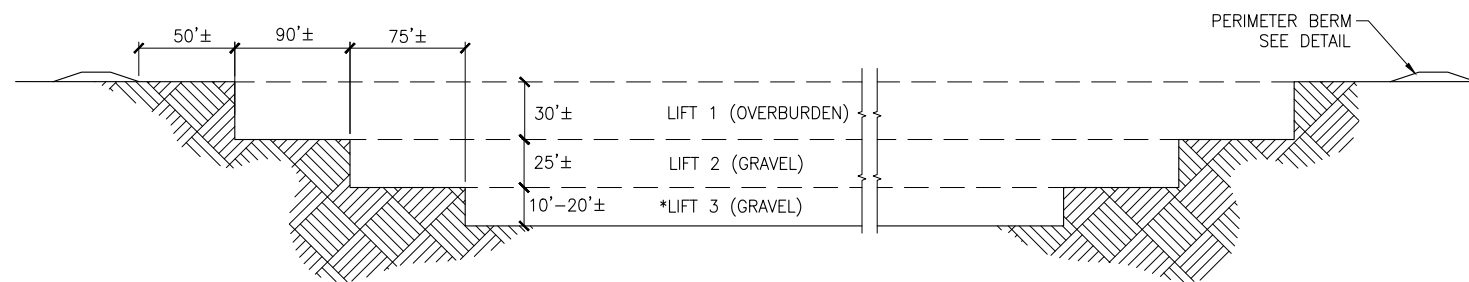 PERIMETER BERM
SEE DETAIL
50'± 90'± 75'±
30'± LIFT 1 (OVERBURDEN)
25'± LIFT 2 (GRAVEL)
10'-20'± *LIFT 3 (GRAVEL)